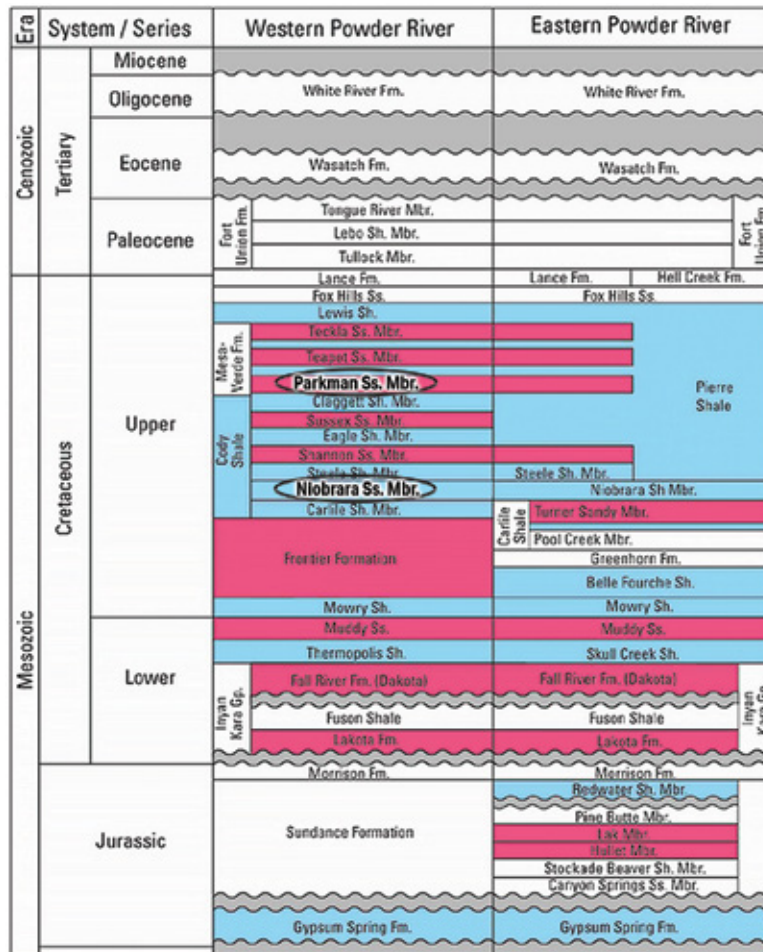 Era
System / Series
Western Powder River
Eastern Powder River
Cenozoic
Tertiary
Miocene
Oligocene
White River Fm.
White River Fm.
Eocene
Wasatch Fm.
Wasatch Fm.
Paleocene
Fort
Union Fm.
Tongue River Mbr.
Lebo Sh. Mbr.
Tullock Mbr.
Fort
Union Fm.
Mesozoic
Cretaceous
Upper
Lance Fm.
Lance Fm.
Hell Creek Fm.
Fox Hills Ss.
Fox Hills Ss.
Lewis Sh.
Mesa-
Verde Fm.
Teckla Ss. Mbr.
Teapot Ss. Mbr.
Parkman Ss. Mbr.
Pierre
Shale
Cody
Shale
Claggett Sh. Mbr.
Sussex Ss. Mbr.
Eagle Sh. Mbr.
Shannon Ss. Mbr.
Steele Sh. Mbr.
Steele Sh. Mbr.
Niobrara Ss. Mbr.
Niobrara Sh Mbr.
Carlile Sh. Mbr.
Carlile
Shale
Turner Sandy Mbr.
Pool Creek Mbr.
Frontier Formation
Greenhorn Fm.
Belle Fourche Sh.
Mowry Sh.
Mowry Sh.
Lower
Muddy Ss.
Muddy Ss.
Thermopolis Sh.
Skull Creek Sh.
Inyan
Kara Gp.
Fall River Fm. (Dakota)
Fall River Fm. (Dakota)
Fuson Shale
Fuson Shale
Lakota Fm.
Lakota Fm.
Inyan
Kara Gp.
Jurassic
Morrison Fm.
Morrison Fm.
Redwater Sh. Mbr.
Pine Butte Mbr.
Sundance Formation
Lak Mbr.
Hullet Mbr.
Stockade Beaver Sh. Mbr.
Canyon Springs Ss. Mbr.
Gypsum Spring Fm.
Gypsum Spring Fm.